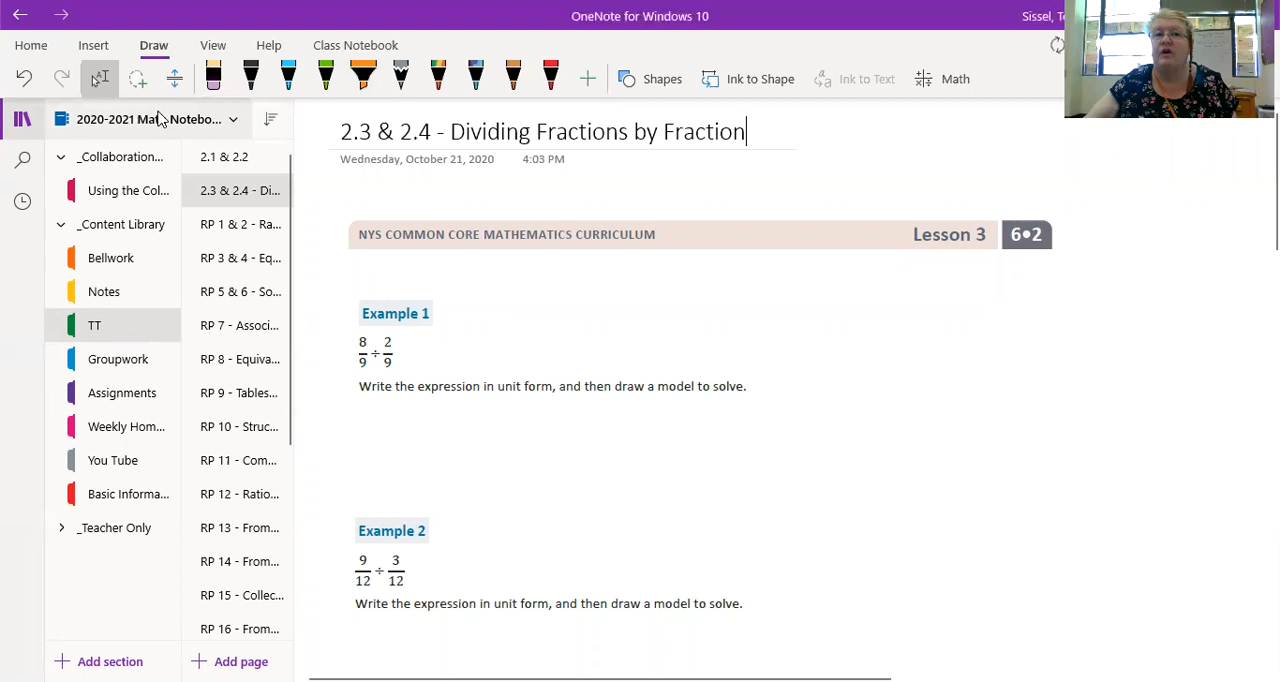 OneNote for Windows 10
Sissel,
Home Insert Draw View Help Class Notebook
Shapes Ink to Shape Ink to Text Math
2020-2021 Math Notebo...
_Collaboration...
Using the Col...
_Content Library
Bellwork
Notes
TT
Groupwork
Assignments
Weekly Hom...
You Tube
Basic Informa...
_Teacher Only
Add section
2.1 & 2.2
2.3 & 2.4 - Di...
RP 1 & 2 - Ra...
RP 3 & 4 - Eq...
RP 5 & 6 - So...
RP 7 - Associ...
RP 8 - Equiva...
RP 9 - Tables...
RP 10 - Struc...
RP 11 - Com...
RP 12 - Ratio...
RP 13 - From...
RP 14 - From...
RP 15 - Collec...
RP 16 - From...
Add page
2.3 & 2.4 - Dividing Fractions by Fraction
Wednesday, October 21, 2020 4:03 PM
NYS COMMON CORE MATHEMATICS CURRICULUM Lesson 3 6•2
Example 1
8/9 ÷ 2/9
Write the expression in unit form, and then draw a model to solve.
Example 2
9/12 ÷ 3/12
Write the expression in unit form, and then draw a model to solve.